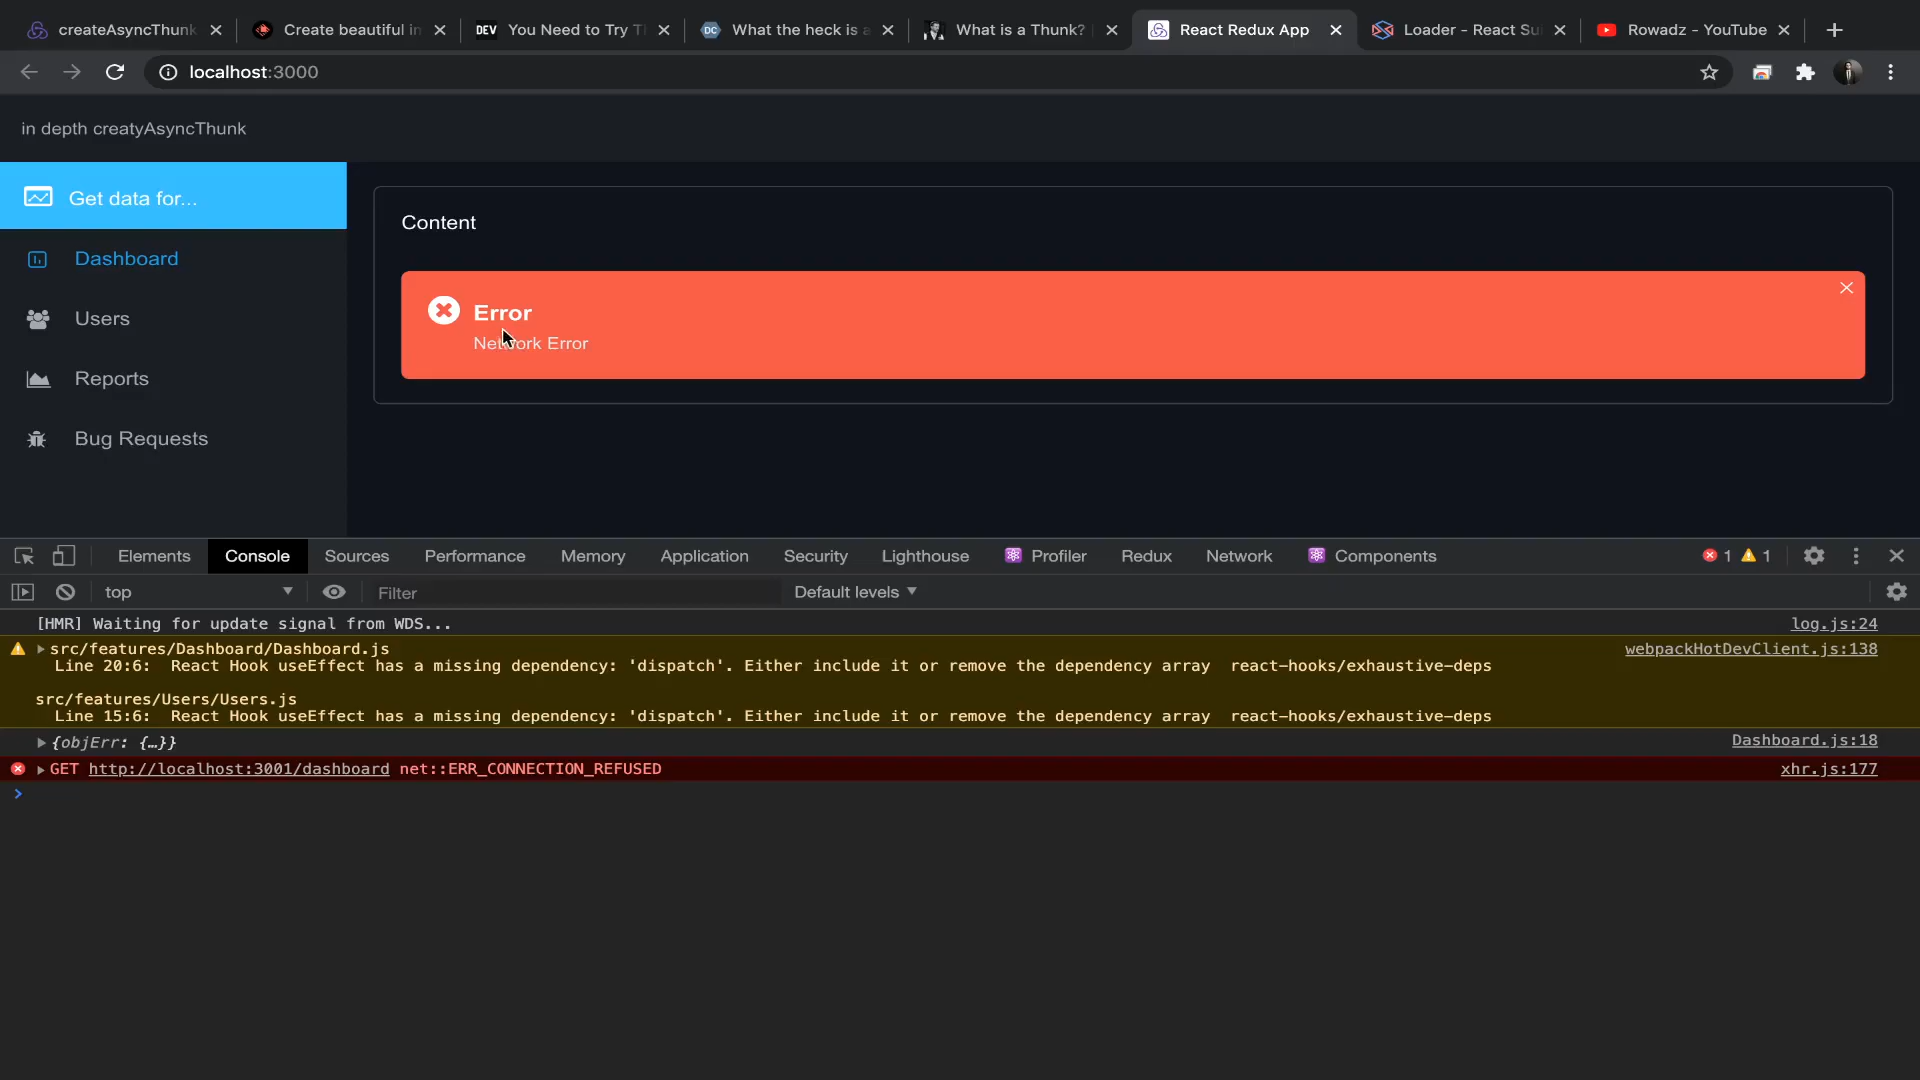 createAsyncThunk
Create beautiful in
DEV You Need to Try T
DC What the heck is a
What is a Thunk? |
React Redux App
Loader - React Su
Rowadz - YouTube
localhost:3000
in depth creatyAsyncThunk
Get data for...
Dashboard
Users
Reports
Bug Requests
Content
Error
Network Error
Elements Console Sources Performance Memory Application Security Lighthouse Profiler Redux Network Components 1 1
top Filter Default levels
[HMR] Waiting for update signal from WDS... log.js:24
src/features/Dashboard/Dashboard.js webpackHotDevClient.js:138
Line 20:6: React Hook useEffect has a missing dependency: 'dispatch'. Either include it or remove the dependency array react-hooks/exhaustive-deps
src/features/Users/Users.js
Line 15:6: React Hook useEffect has a missing dependency: 'dispatch'. Either include it or remove the dependency array react-hooks/exhaustive-deps
{objErr: {…}} Dashboard.js:18
GET http://localhost:3001/dashboard net::ERR_CONNECTION_REFUSED xhr.js:177